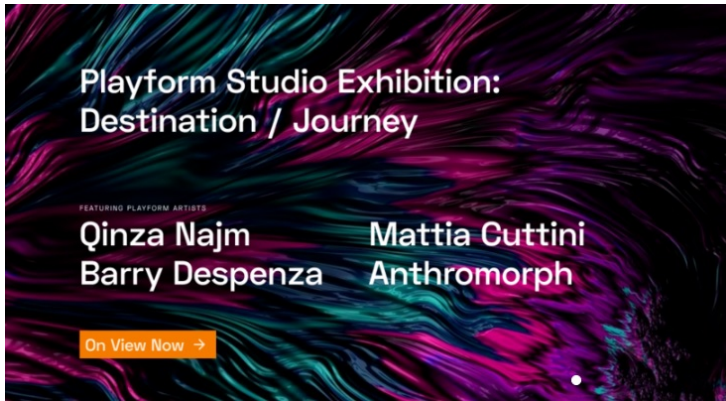 Playform Studio Exhibition:
Destination / Journey
FEATURING PLAYFORM ARTISTS
Qinza Najm
Barry Despenza
Mattia Cuttini
Anthromorph
On View Now →